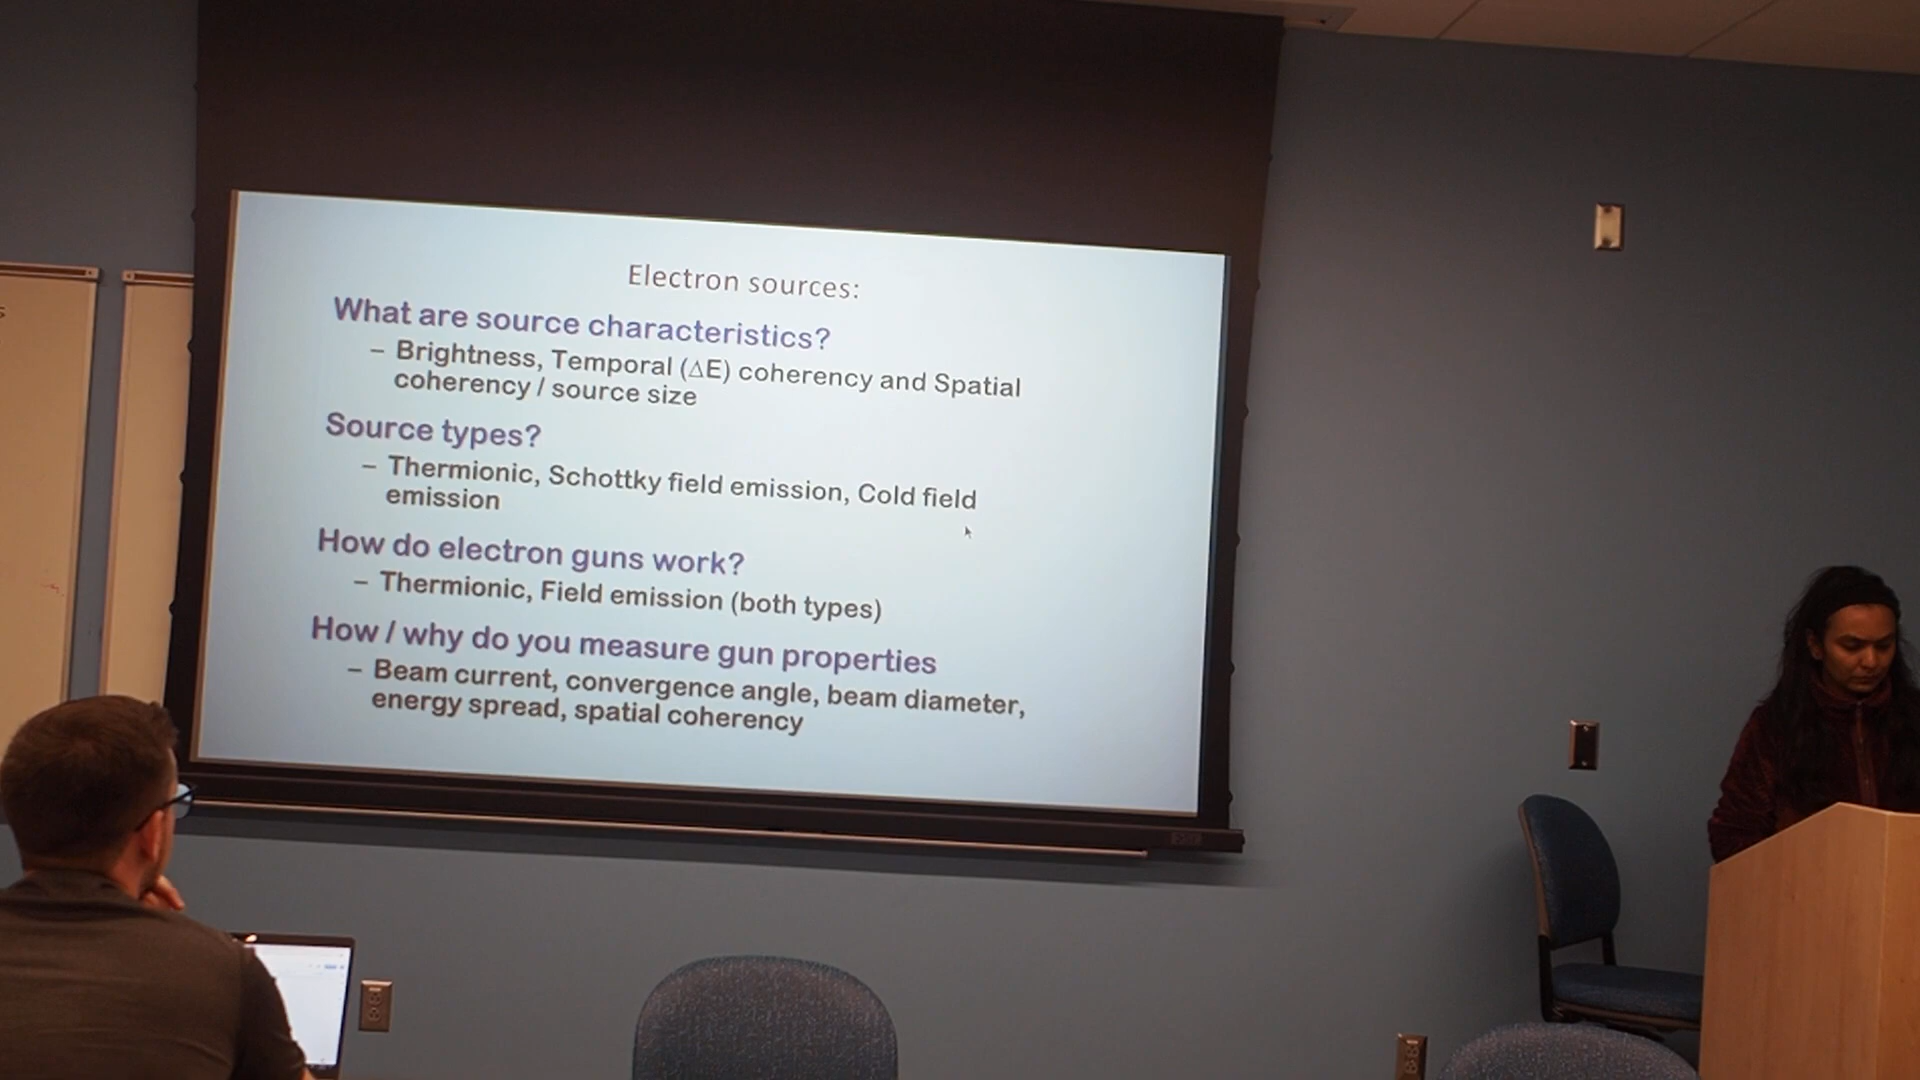 Electron sources:
What are source characteristics?
– Brightness, Temporal (∆E) coherency and Spatial
coherency / source size
Source types?
– Thermionic, Schottky field emission, Cold field
emission
How do electron guns work?
– Thermionic, Field emission (both types)
How / why do you measure gun properties
– Beam current, convergence angle, beam diameter,
energy spread, spatial coherency